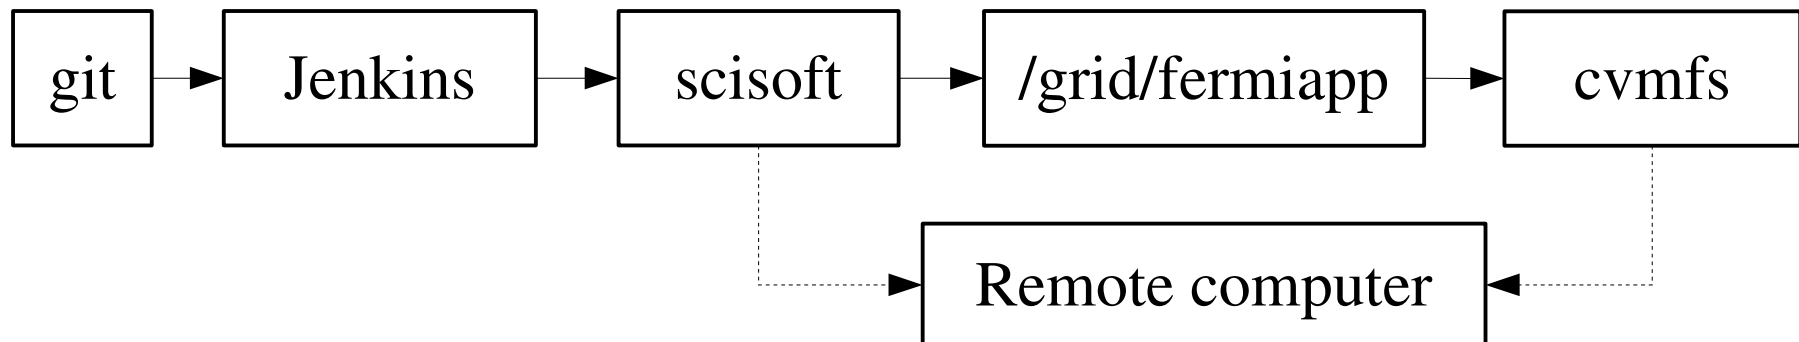 git
Jenkins
scisoft
/grid/fermiapp
cvmfs
Remote computer